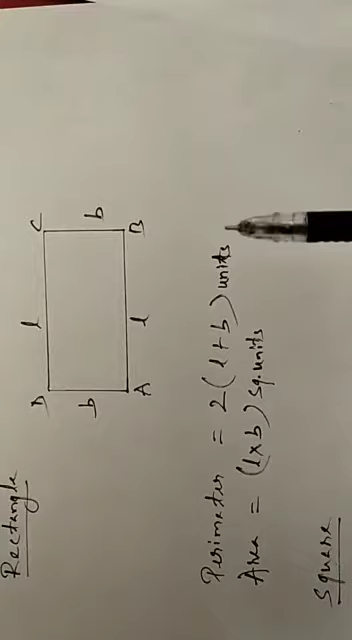 Rectangle
D l C
b b
A l B
Perimeter = 2(l+b) units
Area = (l×b) sq.units
Square